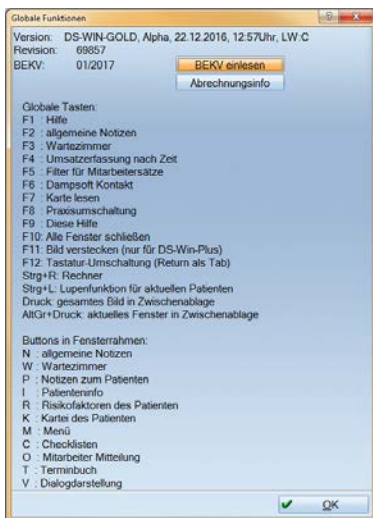 Globale Funktionen
Version: DS-WIN-GOLD, Alpha, 22.12.2016, 12:57Uhr, LW:C
Revision: 69857
BEKV: 01/2017 BEKV einlesen
Abrechnungsinfo
Globale Tasten:
F1 : Hilfe
F2 : allgemeine Notizen
F3 : Wartezimmer
F4 : Umsatzerfassung nach Zeit
F5 : Filter für Mitarbeitersätze
F6 : Dampsoft Kontakt
F7 : Karte lesen
F8 : Praxisumschaltung
F9 : Diese Hilfe
F10: Alle Fenster schließen
F11: Bild verstecken (nur für DS-Win-Plus)
F12: Tastatur-Umschaltung (Return als Tab)
Strg+R: Rechner
Strg+L: Lupenfunktion für aktuellen Patienten
Druck: gesamtes Bild in Zwischenablage
AltGr+Druck: aktuelles Fenster in Zwischenablage
Buttons in Fensterrahmen:
N : allgemeine Notizen
W : Wartezimmer
P : Notizen zum Patienten
I : Patienteninfo
R : Risikofaktoren des Patienten
K : Kartei des Patienten
M : Menü
C : Checklisten
O : Mitarbeiter Mitteilung
T : Terminbuch
V : Dialogdarstellung
OK